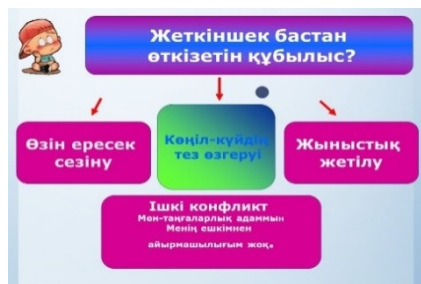 Жеткіншек бастан
өткізетін құбылыс?
Өзін ересек
сезіну
Көңіл-күйдің
тез өзгеруі
Жыныстық
жетілу
Ішкі конфликт
Мөн-таңғаларлық адаммын
Менің ешкімнен
айырмашылығым жоқ.